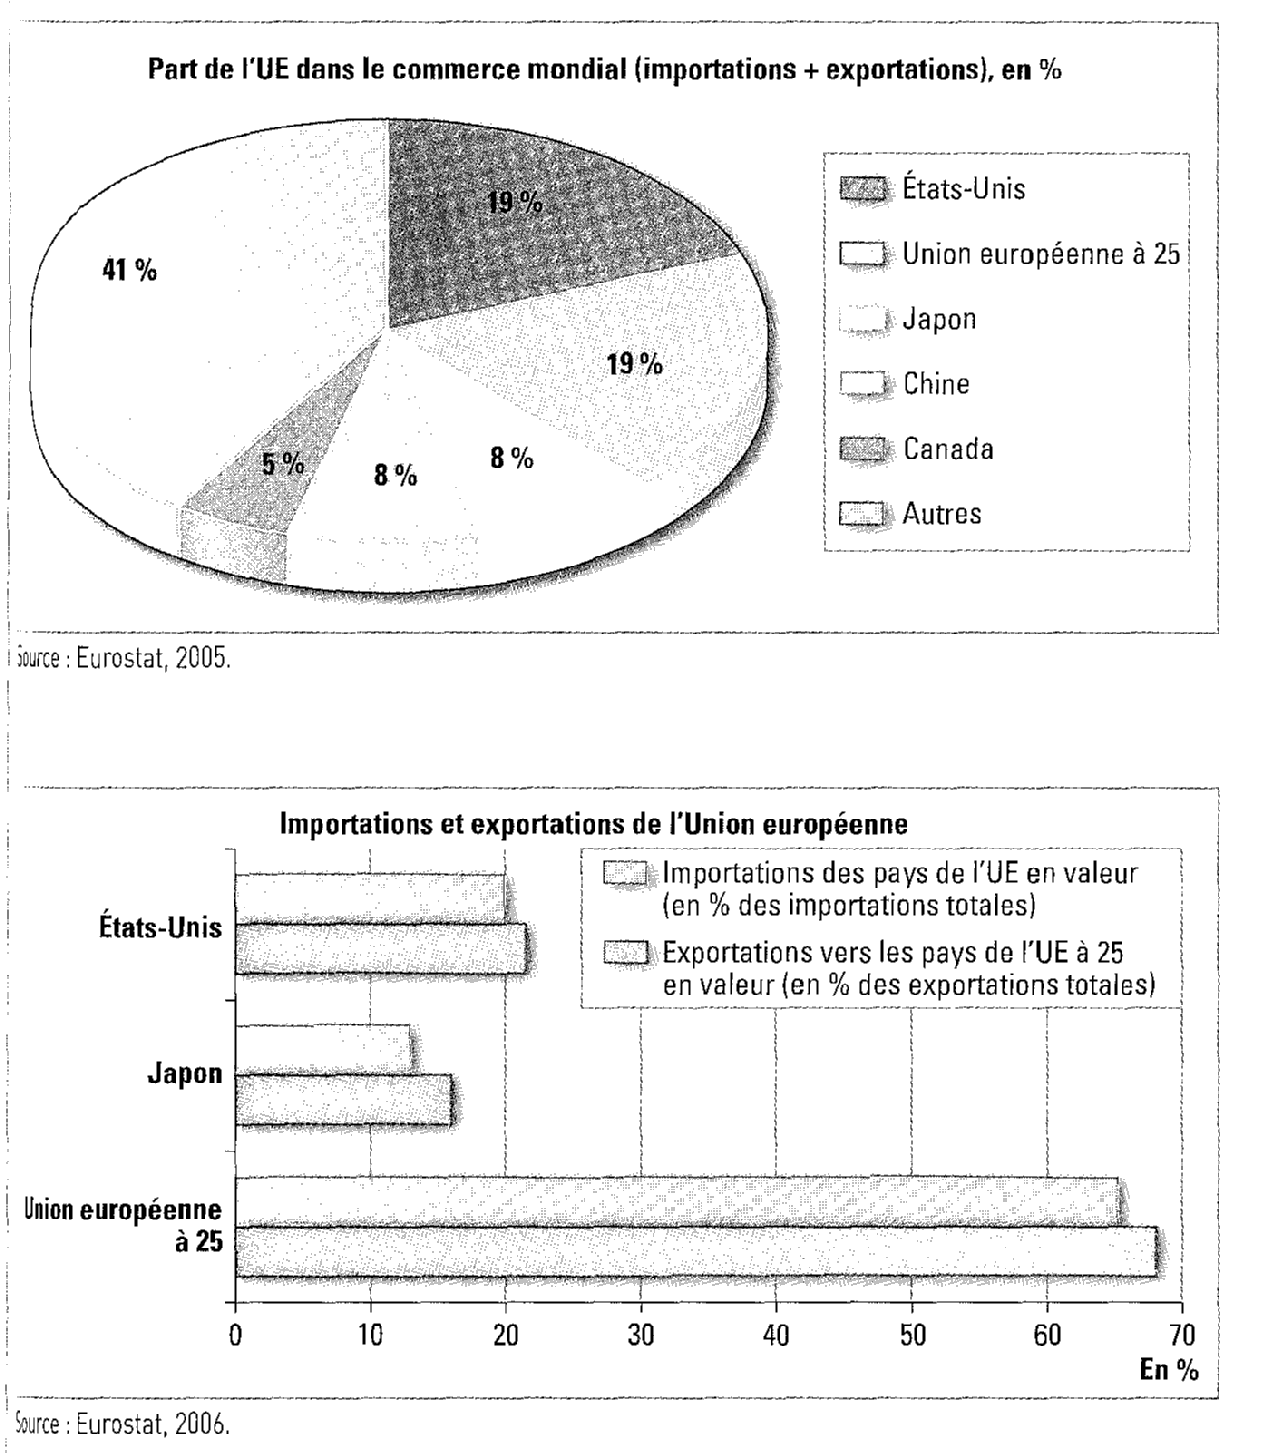 Part de l'UE dans le commerce mondial (importations + exportations), en %
19 %
41 %
19 %
8 %
8 %
5 %
États-Unis
Union européenne à 25
Japon
Chine
Canada
Autres
Source : Eurostat, 2005.
Importations et exportations de l'Union européenne
Importations des pays de l'UE en valeur
(en % des importations totales)
Exportations vers les pays de l'UE à 25
en valeur (en % des exportations totales)
États-Unis
Japon
Union européenne
à 25
0 10 20 30 40 50 60 70
En %
Source : Eurostat, 2006.